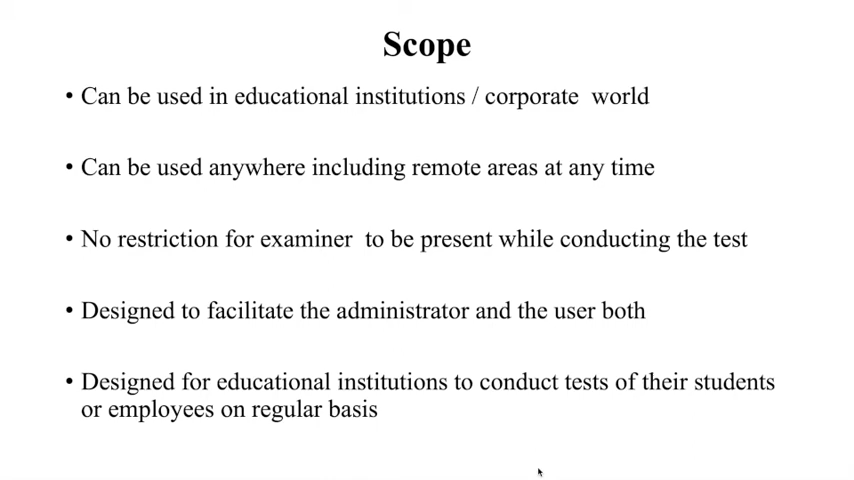 Scope
• Can be used in educational institutions / corporate  world
• Can be used anywhere including remote areas at any time
• No restriction for examiner  to be present while conducting the test
• Designed to facilitate the administrator and the user both
• Designed for educational institutions to conduct tests of their students
or employees on regular basis